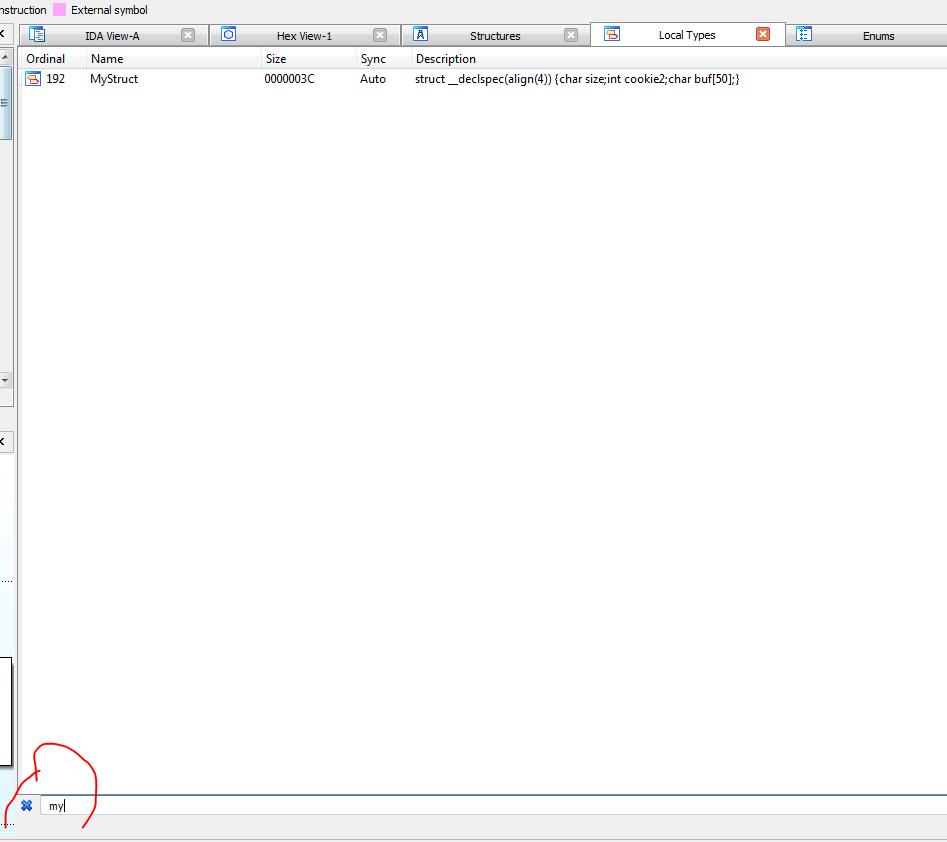 nstruction External symbol
IDA View-A Hex View-1 Structures Local Types Enums
Ordinal Name Size Sync Description
192 MyStruct 0000003C Auto struct __declspec(align(4)) {char size;int cookie2;char buf[50];}
my